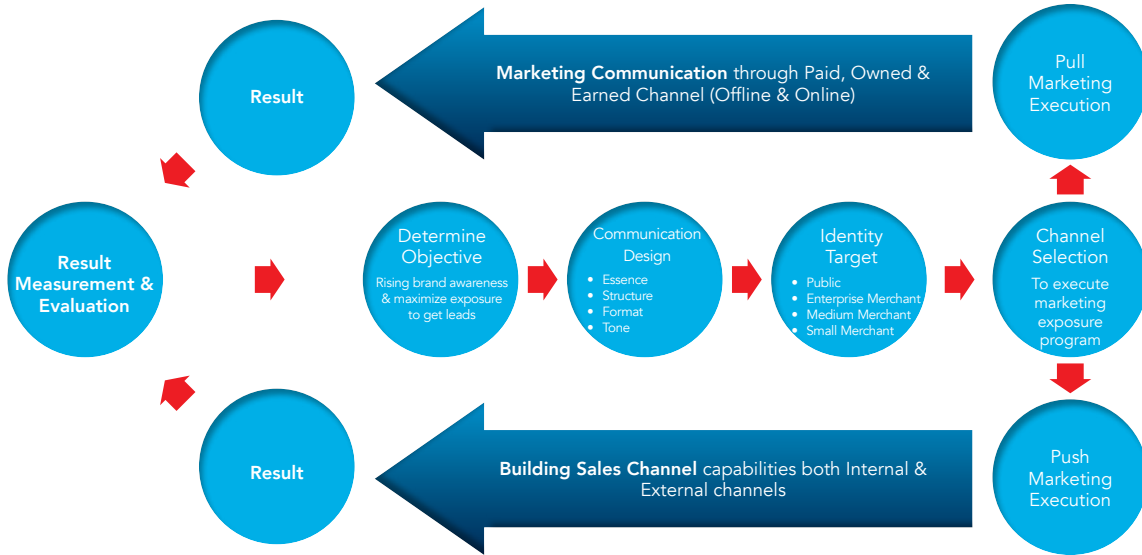 Result
Marketing Communication through Paid, Owned &
Earned Channel (Offline & Online)
Pull
Marketing
Execution
Result
Measurement &
Evaluation
Determine
Objective
Rising brand awareness
& maximize exposure
to get leads
Communication
Design
• Essence
• Structure
• Format
• Tone
Identity
Target
• Public
• Enterprise Merchant
• Medium Merchant
• Small Merchant
Channel
Selection
To execute
marketing
exposure
program
Result
Building Sales Channel capabilities both Internal &
External channels
Push
Marketing
Execution